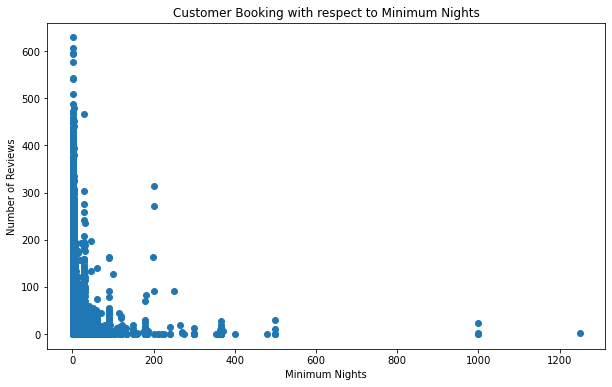 Customer Booking with respect to Minimum Nights
600
500
400
300
200
100
0
Number of Reviews
0 200 400 600 800 1000 1200
Minimum Nights